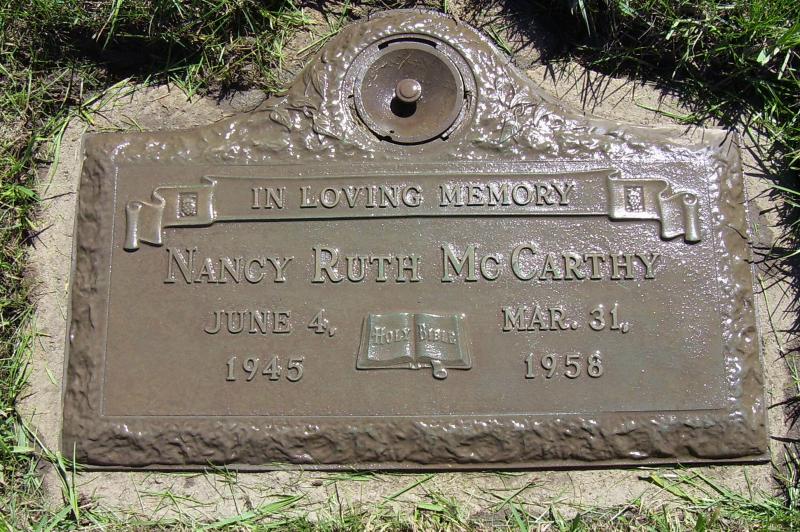 IN LOVING MEMORY
NANCY RUTH MCCARTHY
JUNE 4, MAR. 31,
HOLY BIBLE
1945 1958